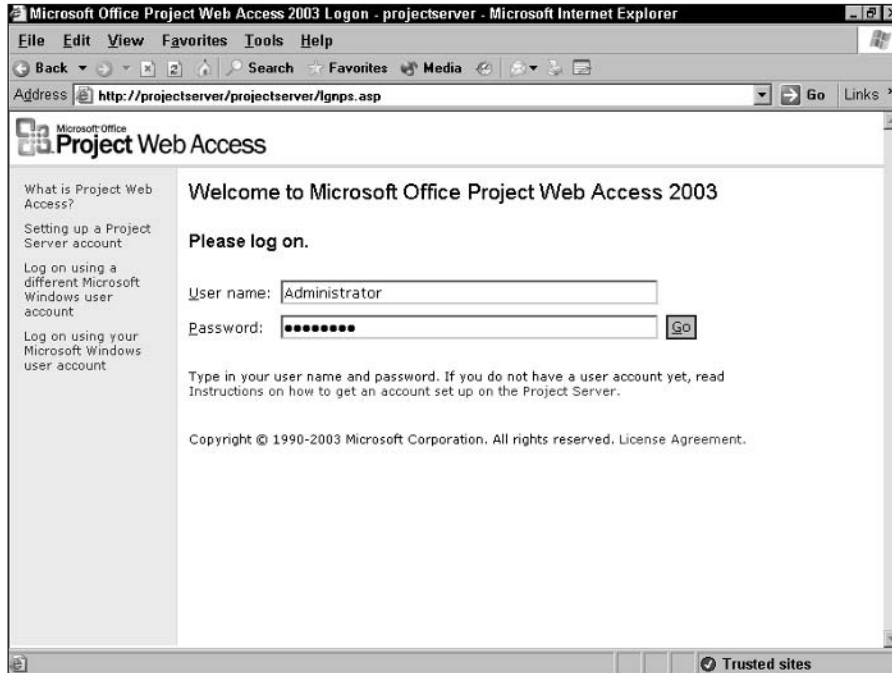 Microsoft Office Project Web Access 2003 Logon - projectserver - Microsoft Internet Explorer
File Edit View Favorites Tools Help
Back Search Favorites Media
Address http://projectserver/projectserver/lgnps.asp Go Links
Microsoft Office
Project Web Access
What is Project Web
Access?
Setting up a Project
Server account
Log on using a
different Microsoft
Windows user
account
Log on using your
Microsoft Windows
user account
Welcome to Microsoft Office Project Web Access 2003
Please log on.
User name: Administrator
Password: ●●●●●●●● Go
Type in your user name and password. If you do not have a user account yet, read
Instructions on how to get an account set up on the Project Server.
Copyright © 1990-2003 Microsoft Corporation. All rights reserved. License Agreement.
Trusted sites